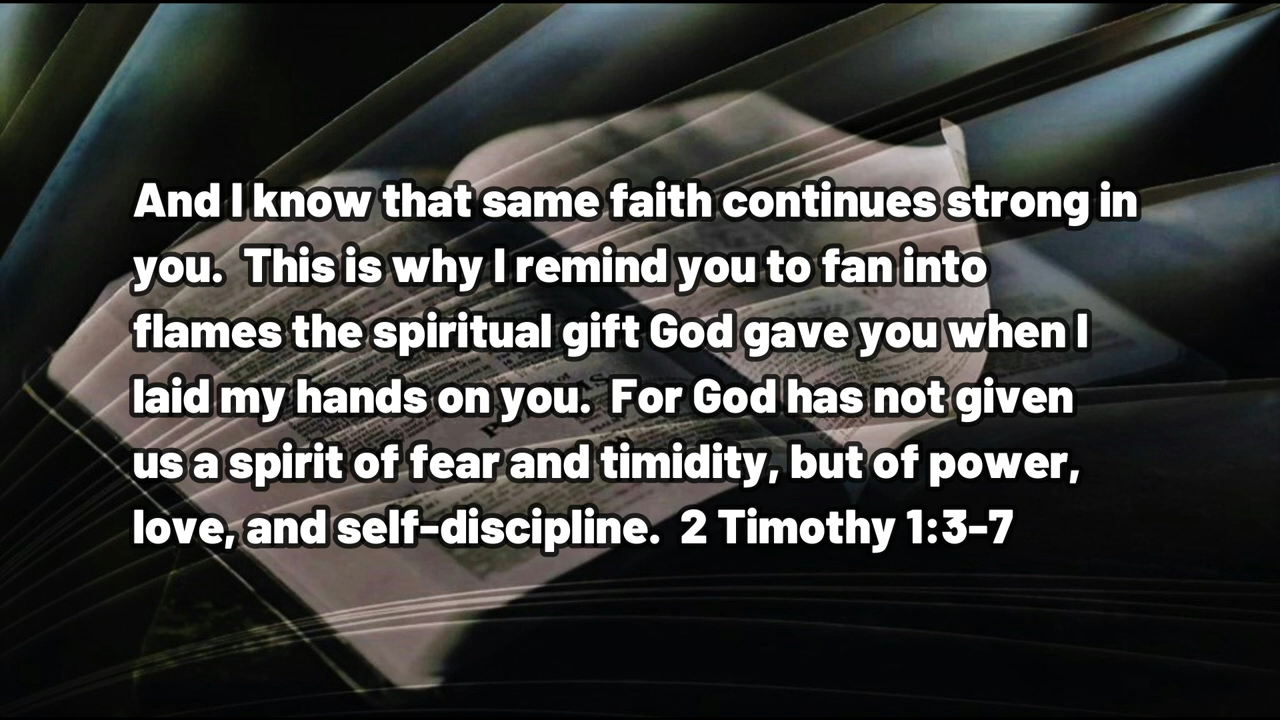 And I know that same faith continues strong in
you.  This is why I remind you to fan into
flames the spiritual gift God gave you when I
laid my hands on you.  For God has not given
us a spirit of fear and timidity, but of power,
love, and self-discipline.  2 Timothy 1:3-7